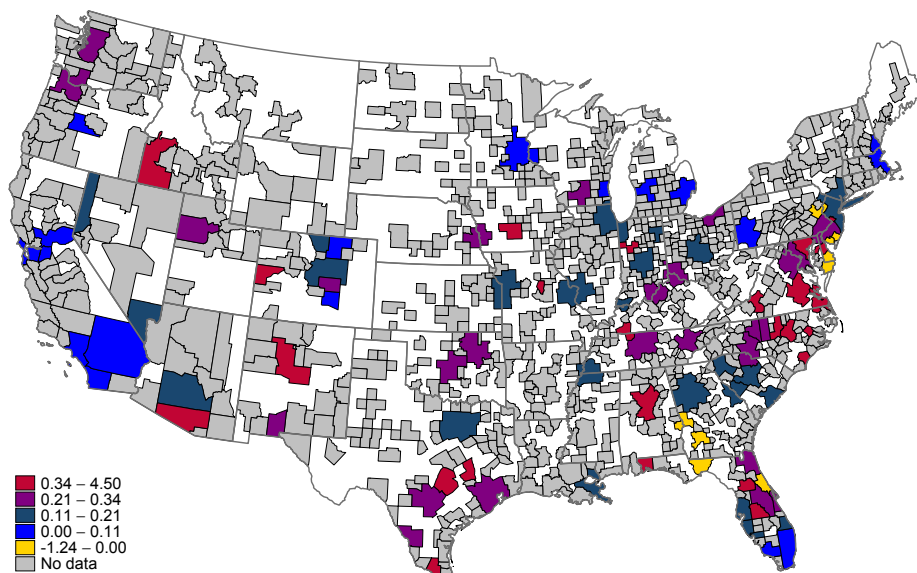 0.34 – 4.50
0.21 – 0.34
0.11 – 0.21
0.00 – 0.11
-1.24 – 0.00
No data